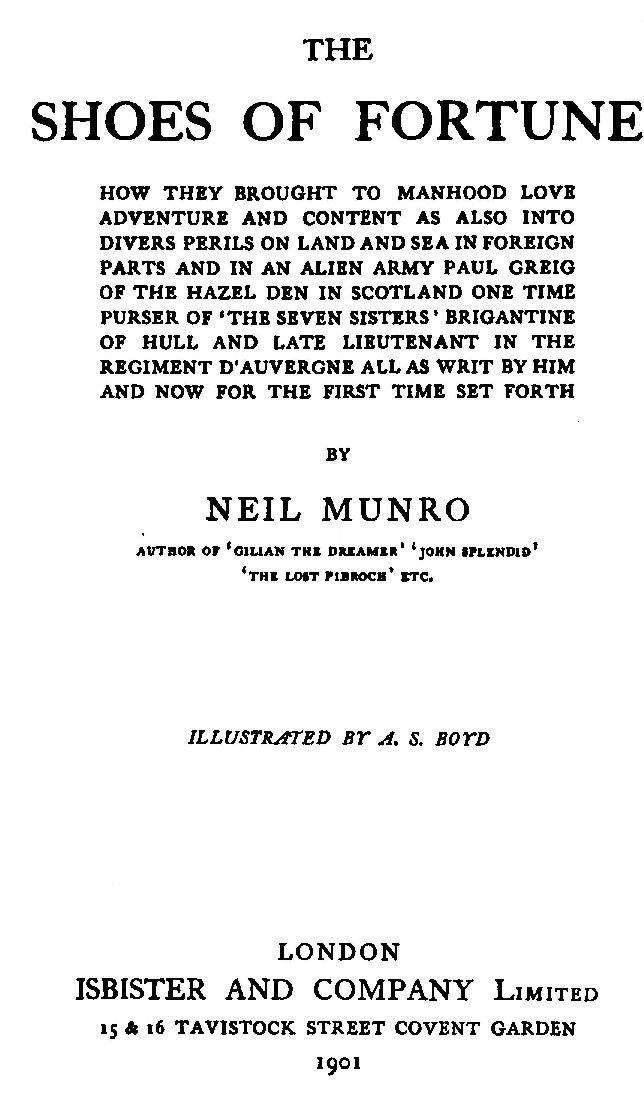 THE
SHOES OF FORTUNE
HOW THEY BROUGHT TO MANHOOD LOVE
ADVENTURE AND CONTENT AS ALSO INTO
DIVERS PERILS ON LAND AND SEA IN FOREIGN
PARTS AND IN AN ALIEN ARMY PAUL GREIG
OF THE HAZEL DEN IN SCOTLAND ONE TIME
PURSER OF 'THE SEVEN SISTERS' BRIGANTINE
OF HULL AND LATE LIEUTENANT IN THE
REGIMENT D'AUVERGNE ALL AS WRIT BY HIM
AND NOW FOR THE FIRST TIME SET FORTH
BY
NEIL MUNRO
AUTHOR OF 'GILIAN THE DREAMER' 'JOHN SPLENDID'
'THE LOST PIBROCH' ETC.
ILLUSTRATED BY A. S. BOYD
LONDON
ISBISTER AND COMPANY LIMITED
15 & 16 TAVISTOCK STREET COVENT GARDEN
1901